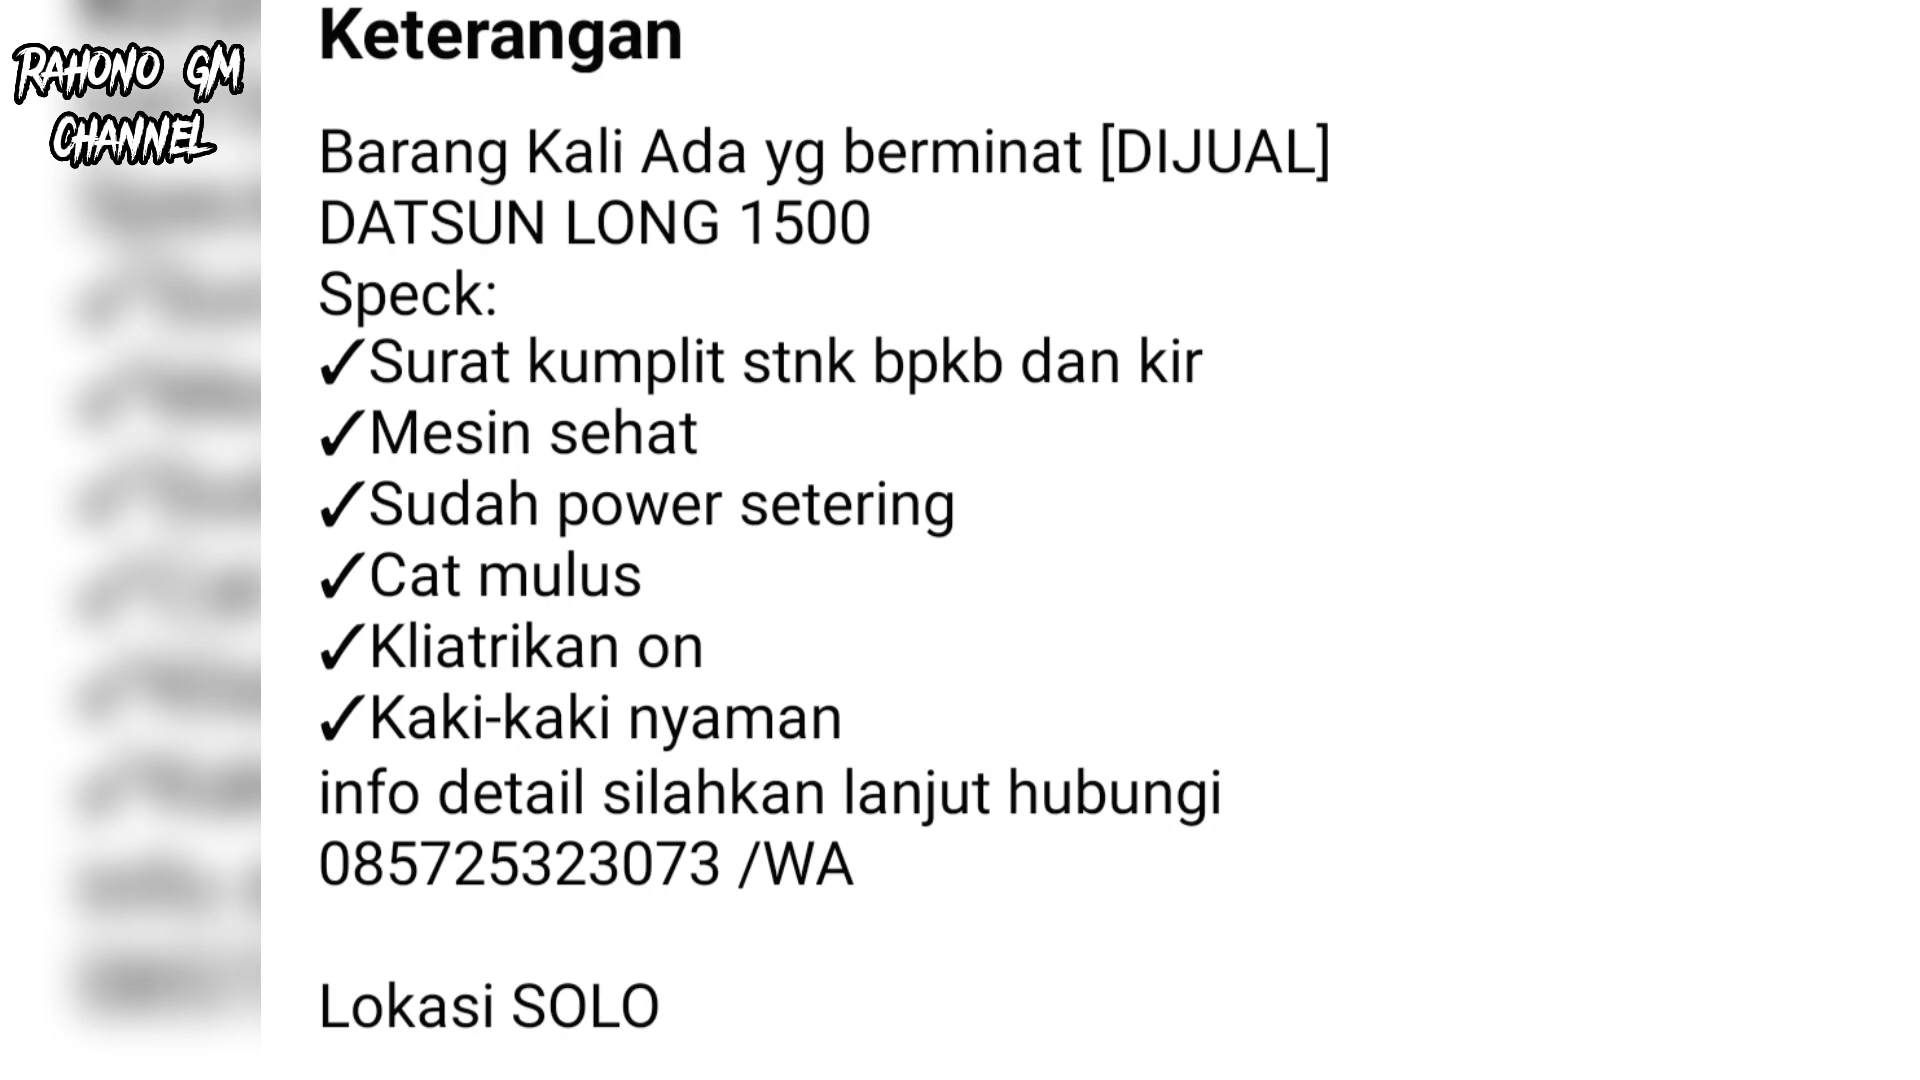 RAHONO GM
CHANNEL
Keterangan
Barang Kali Ada yg berminat [DIJUAL]
DATSUN LONG 1500
Speck:
✓Surat kumplit stnk bpkb dan kir
✓Mesin sehat
✓Sudah power setering
✓Cat mulus
✓Kliatrikan on
✓Kaki-kaki nyaman
info detail silahkan lanjut hubungi
085725323073 /WA
Lokasi SOLO